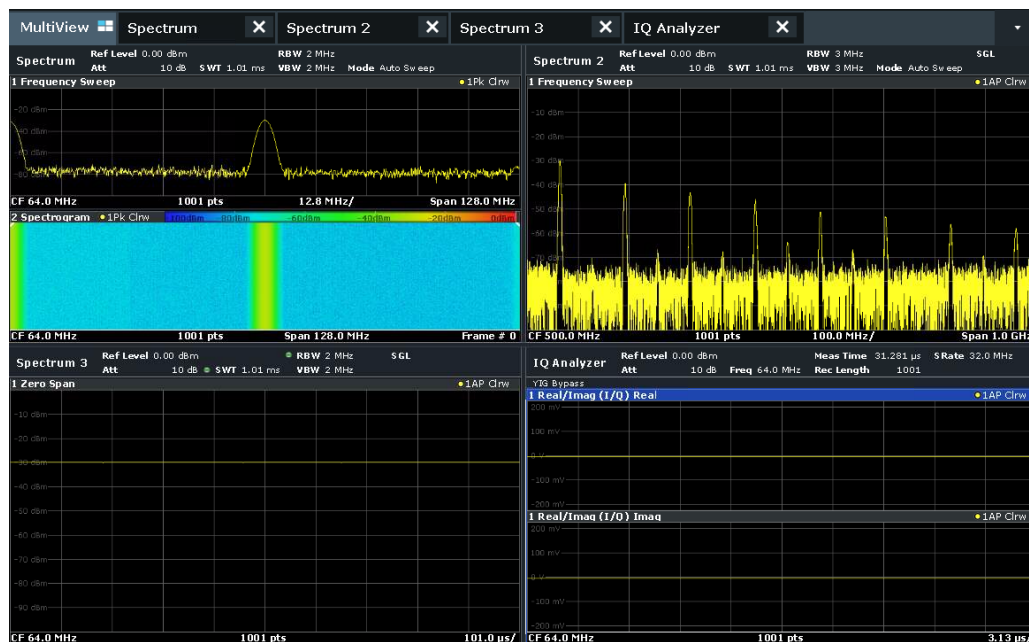 MultiView Spectrum X Spectrum 2 X Spectrum 3 X IQ Analyzer X
Spectrum
Ref Level 0.00 dBm RBW 2 MHz
Att 10 dB SWT 1.01 ms VBW 2 MHz Mode Auto Sweep
1 Frequency Sweep 1Pk Clrw
-20 dBm
CF 64.0 MHz 1001 pts 12.8 MHz/ Span 128.0 MHz
2 Spectrogram 1Pk Clrw -100dBm -80dBm -60dBm -40dBm -20dBm 0dBm
CF 64.0 MHz 1001 pts Span 128.0 MHz Frame # 0
Spectrum 2
Ref Level 0.00 dBm RBW 3 MHz SGL
Att 10 dB SWT 1.01 ms VBW 3 MHz Mode Auto Sweep
1 Frequency Sweep 1AP Clrw
-10 dBm
-20 dBm
-30 dBm
-40 dBm
-50 dBm
CF 500.0 MHz 1001 pts 100.0 MHz/ Span 1.0 GHz
Spectrum 3
Ref Level 0.00 dBm RBW 2 MHz SGL
Att 10 dB SWT 1.01 ms VBW 2 MHz
1 Zero Span 1AP Clrw
-10 dBm
-20 dBm
-30 dBm
-40 dBm
-50 dBm
-60 dBm
-70 dBm
-80 dBm
-90 dBm
CF 64.0 MHz 1001 pts 101.0 µs/
IQ Analyzer
Ref Level 0.00 dBm Meas Time 31.281 µs SRate 32.0 MHz
Att 10 dB Freq 64.0 MHz Rec Length 1001
YIG Bypass
1 Real/Imag (I/Q) Real 1AP Clrw
200 mV
100 mV
0 V
-100 mV
-200 mV
1 Real/Imag (I/Q) Imag 1AP Clrw
200 mV
100 mV
0 V
-100 mV
CF 64.0 MHz 1001 pts 3.13 µs/